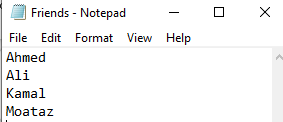 Friends - Notepad
File Edit Format View Help
Ahmed
Ali
Kamal
Moataz